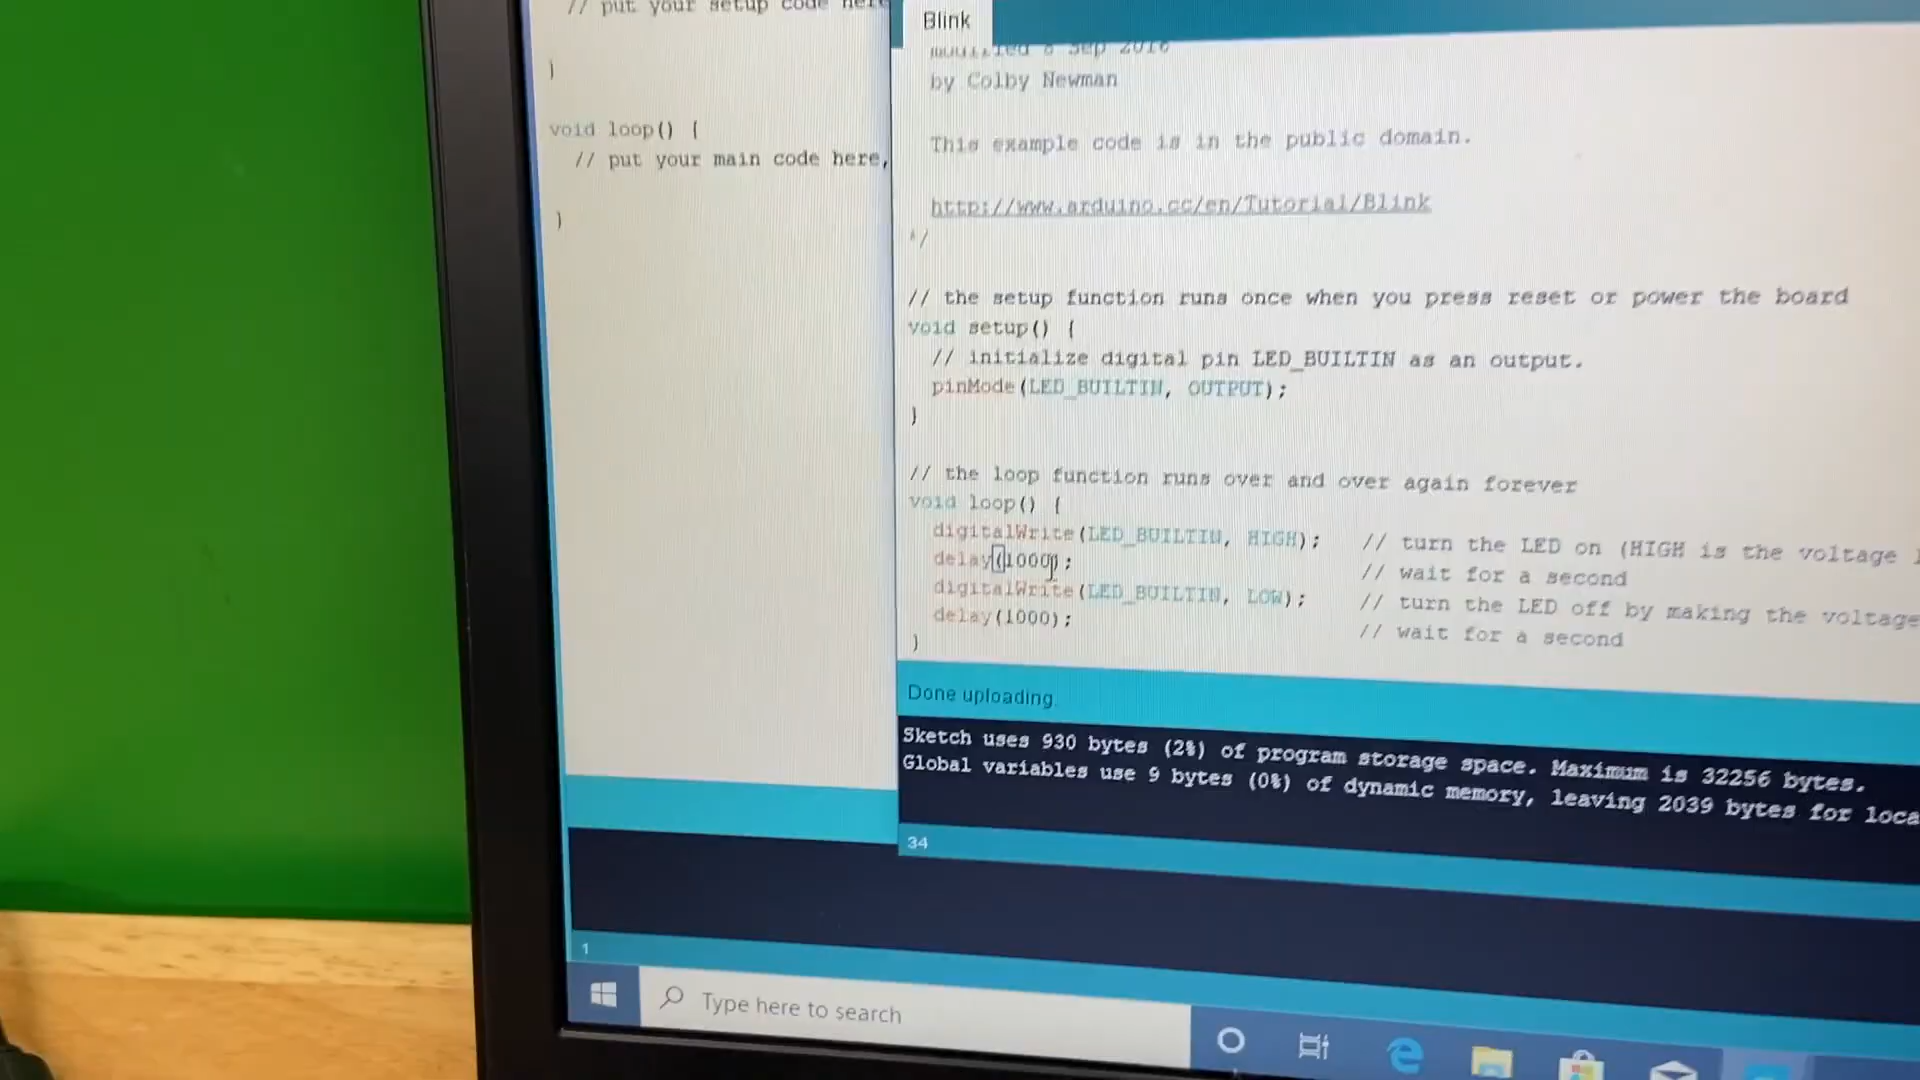 // put your setup code here
}
void loop() {
// put your main code here,
}
Blink
modified 8 Sep 2016
by Colby Newman
This example code is in the public domain.
http://www.arduino.cc/en/Tutorial/Blink
*/
// the setup function runs once when you press reset or power the board
void setup() {
// initialize digital pin LED_BUILTIN as an output.
pinMode(LED_BUILTIN, OUTPUT);
}
// the loop function runs over and over again forever
void loop() {
digitalWrite(LED_BUILTIN, HIGH); // turn the LED on (HIGH is the voltage
delay(1000); // wait for a second
digitalWrite(LED_BUILTIN, LOW); // turn the LED off by making the voltage
delay(1000); // wait for a second
}
Done uploading.
Sketch uses 930 bytes (2%) of program storage space. Maximum is 32256 bytes.
Global variables use 9 bytes (0%) of dynamic memory, leaving 2039 bytes for loca
34
1
Type here to search